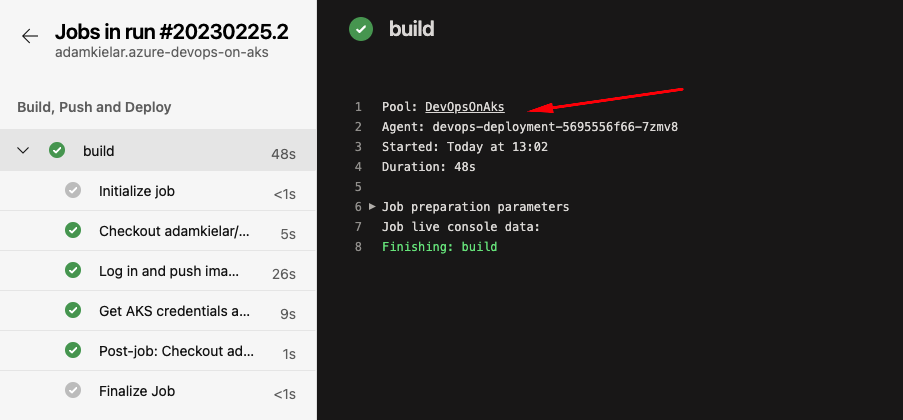 Jobs in run #20230225.2
adamkielar.azure-devops-on-aks
Build, Push and Deploy
build 48s
Initialize job <1s
Checkout adamkielar/... 5s
Log in and push ima... 26s
Get AKS credentials a... 9s
Post-job: Checkout ad... 1s
Finalize Job <1s
build
1 Pool: DevOpsOnAks
2 Agent: devops-deployment-5695556f66-7zmv8
3 Started: Today at 13:02
4 Duration: 48s
5
6 Job preparation parameters
7 Job live console data:
8 Finishing: build